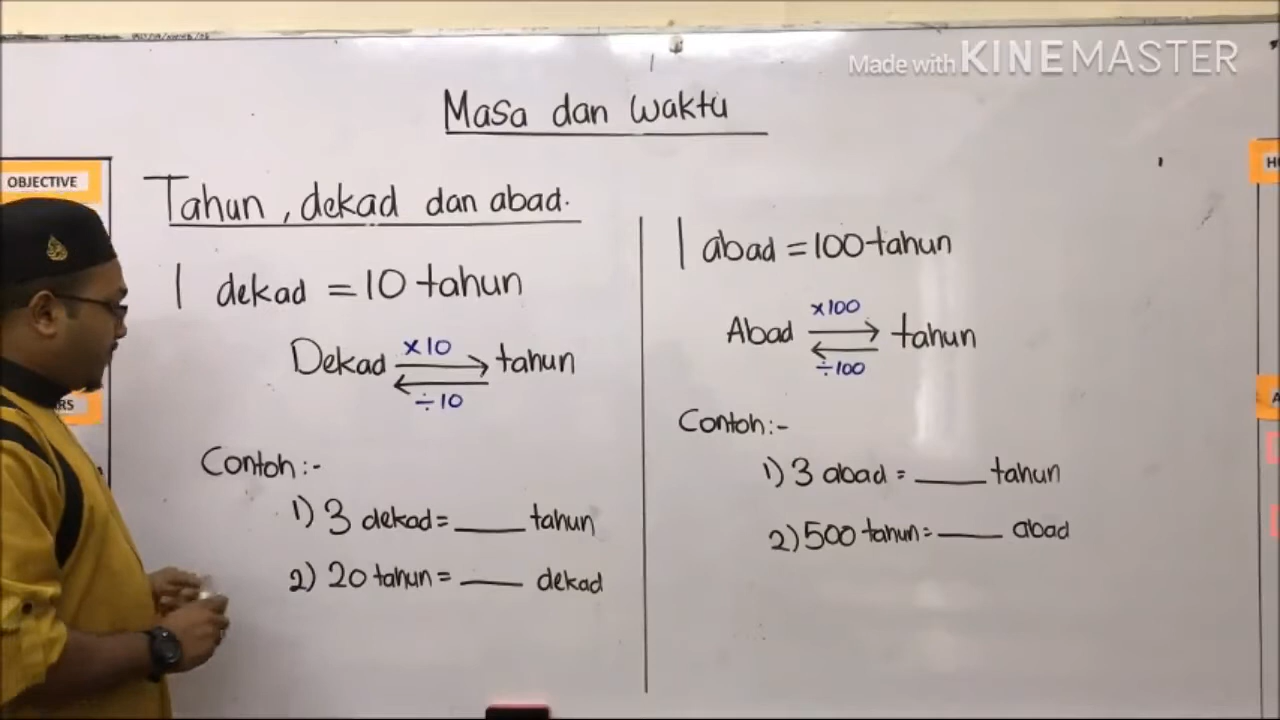 Made with KINEMASTER
Masa dan waktu
OBJECTIVE
Tahun, dekad dan abad.
1 dekad = 10 tahun
Dekad ×10 tahun
÷10
Contoh:-
1) 3 dekad = ____ tahun
2) 20 tahun = ____ dekad
1 abad = 100 tahun
Abad ×100 tahun
÷100
Contoh:-
1) 3 abad = ____ tahun
2) 500 tahun = ____ abad